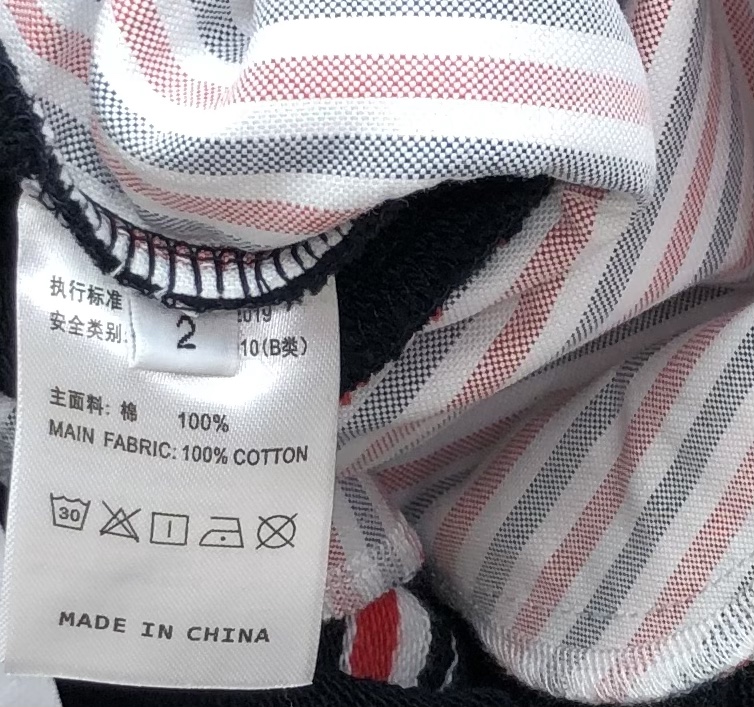 执行标准 :019
安全类别: 10(B类)
2
主面料: 棉 100%
MAIN FABRIC: 100% COTTON
30
MADE IN CHINA